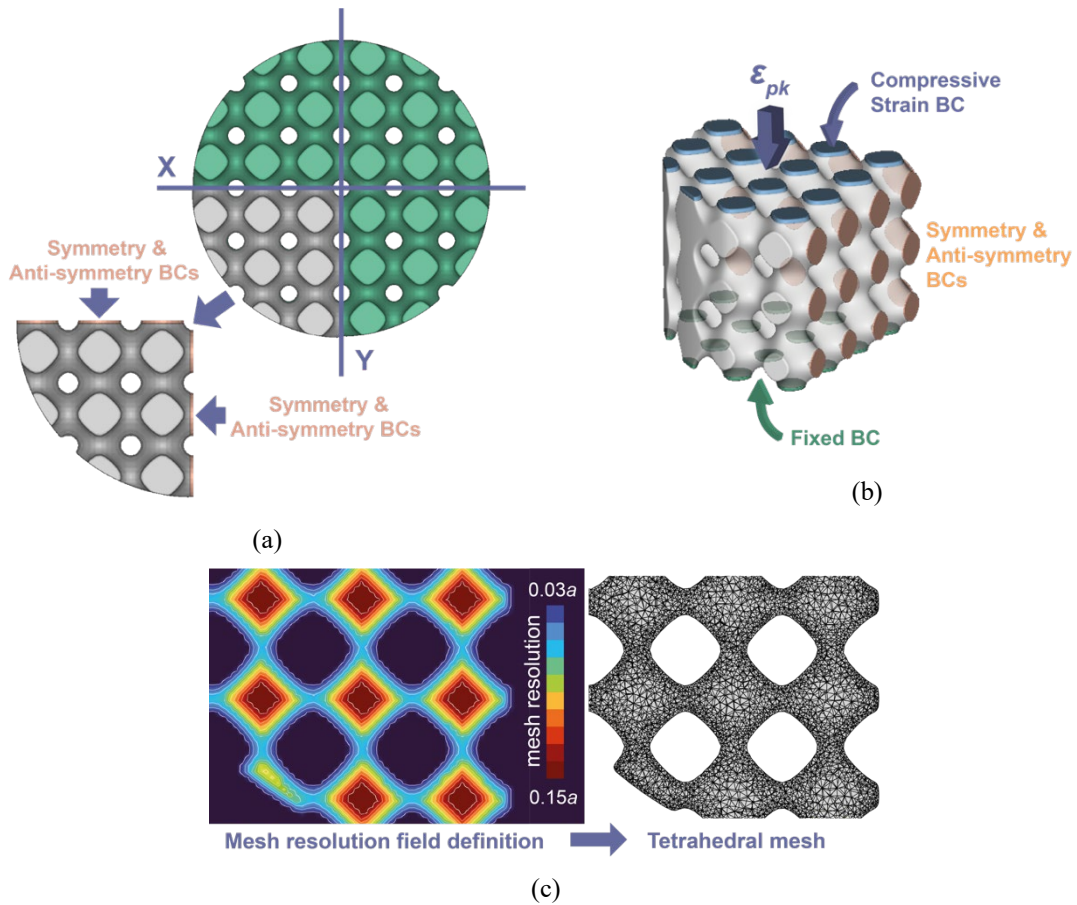 X
Y
Symmetry &
Anti-symmetry BCs
Symmetry &
Anti-symmetry BCs
(a)
εpk
Compressive
Strain BC
Symmetry &
Anti-symmetry
BCs
Fixed BC
(b)
0.03a
mesh resolution
0.15a
Mesh resolution field definition
Tetrahedral mesh
(c)